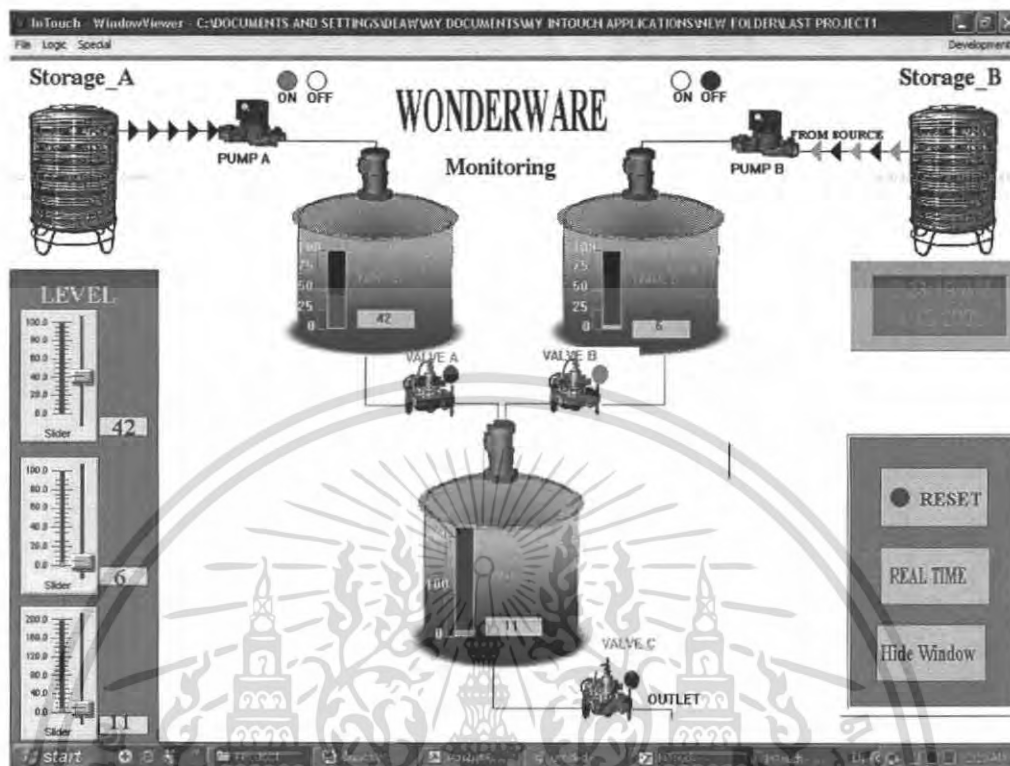 InTouch - WindowViewer - C:\DOCUMENTS AND SETTINGS\DEAW\MY DOCUMENTS\MY INTOUCH APPLICATIONS\NEW FOLDER\LAST PROJECT1
File Logic Special
Development
Storage_A
ON OFF
WONDERWARE
Monitoring
ON OFF
Storage_B
PUMP A
PUMP B
FROM SOURCE
100
75
50
25
0
42
100
75
50
25
0
6
LEVEL
100.0
80.0
60.0
40.0
20.0
0.0
Slider
42
100.0
80.0
60.0
40.0
20.0
0.0
Slider
6
200.0
160.0
120.0
80.0
40.0
0.0
Slider
11
VALVE A
VALVE B
100
0
11
VALVE C
OUTLET
RESET
REAL TIME
Hide Window
start